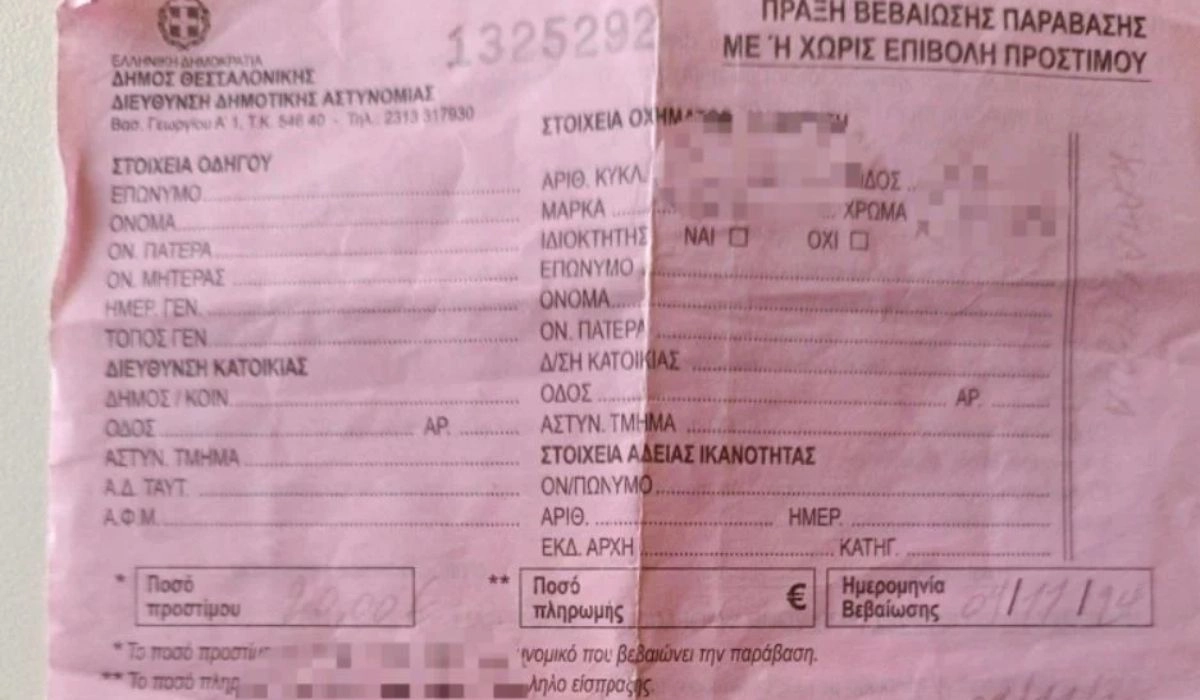 ΕΛΛΗΝΙΚΗ ΔΗΜΟΚΡΑΤΙΑ
ΔΗΜΟΣ ΘΕΣΣΑΛΟΝΙΚΗΣ
ΔΙΕΥΘΥΝΣΗ ΔΗΜΟΤΙΚΗΣ ΑΣΤΥΝΟΜΙΑΣ
Βασ. Γεωργίου Α' 1, Τ.Κ. 546 40 - Τηλ.: 2313 317930
1325292
ΠΡΑΞΗ ΒΕΒΑΙΩΣΗΣ ΠΑΡΑΒΑΣΗΣ
ΜΕ Ή ΧΩΡΙΣ ΕΠΙΒΟΛΗ ΠΡΟΣΤΙΜΟΥ
ΣΤΟΙΧΕΙΑ ΟΔΗΓΟΥ
ΕΠΩΝΥΜΟ
ΟΝΟΜΑ
ΟΝ. ΠΑΤΕΡΑ
ΟΝ. ΜΗΤΕΡΑΣ
ΗΜΕΡ. ΓΕΝ.
ΤΟΠΟΣ ΓΕΝ.
ΔΙΕΥΘΥΝΣΗ ΚΑΤΟΙΚΙΑΣ
ΔΗΜΟΣ / ΚΟΙΝ.
ΟΔΟΣ ΑΡ.
ΑΣΤΥΝ. ΤΜΗΜΑ
Α.Δ. ΤΑΥΤ.
Α.Φ.Μ.
ΣΤΟΙΧΕΙΑ
ΑΡΙΘ. ΚΥΚΛ.
ΜΑΡΚΑ ΧΡΩΜΑ
ΙΔΙΟΚΤΗΤΗΣ ΝΑΙ ☐ ΟΧΙ ☐
ΕΠΩΝΥΜΟ
ΟΝΟΜΑ
ΟΝ. ΠΑΤΕΡΑ
Δ/ΣΗ ΚΑΤΟΙΚΙΑΣ
ΟΔΟΣ ΑΡ.
ΑΣΤΥΝ. ΤΜΗΜΑ
ΣΤΟΙΧΕΙΑ ΑΔΕΙΑΣ ΙΚΑΝΟΤΗΤΑΣ
ΟΝ/ΠΩΝΥΜΟ
ΑΡΙΘ. ΗΜΕΡ.
ΕΚΔ. ΑΡΧΗ ΚΑΤΗΓ.
* Ποσό
προστίμου
** Ποσό
πληρωμής €
Ημερομηνία
Βεβαίωσης
* Το ποσό που βεβαιώνει την παράβαση.
** Το ποσό είσπραξης.